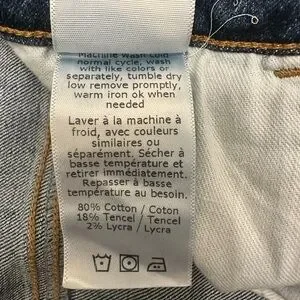 Machine wash cold
normal cycle, wash
with like colors or
separately, tumble dry
low remove promptly,
warm iron ok when
needed
Laver à la machine à
froid, avec couleurs
similaires ou
séparément. Sécher à
basse température et
retirer immédiatement.
Repasser à basse
température au besoin.
80% Cotton / Coton
18% Tencel / Tencel
2% Lycra / Lycra